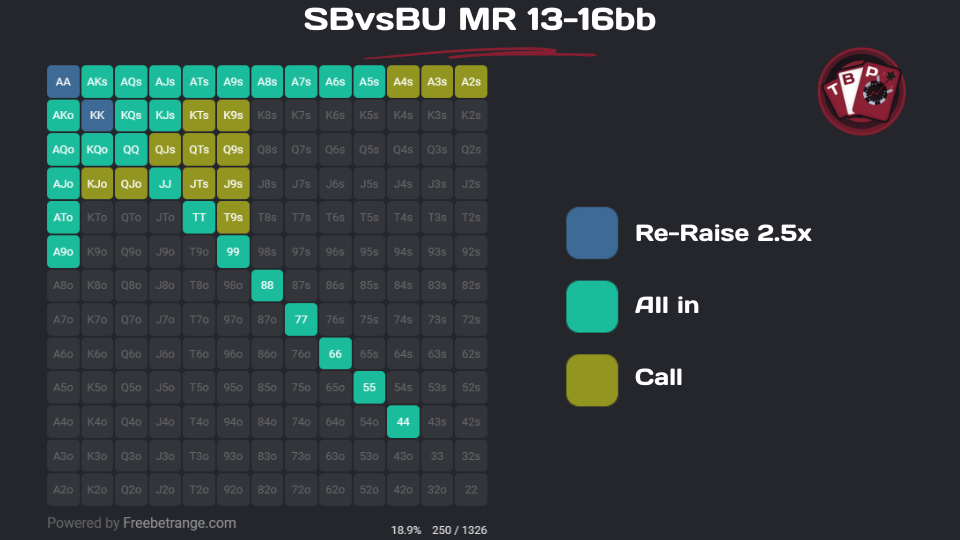 SBvsBU MR 13-16bb
AA AKs AQs AJs ATs A9s A8s A7s A6s A5s A4s A3s A2s
AKo KK KQs KJs KTs K9s K8s K7s K6s K5s K4s K3s K2s
AQo KQo QQ QJs QTs Q9s Q8s Q7s Q6s Q5s Q4s Q3s Q2s
AJo KJo QJo JJ JTs J9s J8s J7s J6s J5s J4s J3s J2s
ATo KTo QTo JTo TT T9s T8s T7s T6s T5s T4s T3s T2s
A9o K9o Q9o J9o T9o 99 98s 97s 96s 95s 94s 93s 92s
A8o K8o Q8o J8o T8o 98o 88 87s 86s 85s 84s 83s 82s
A7o K7o Q7o J7o T7o 97o 87o 77 76s 75s 74s 73s 72s
A6o K6o Q6o J6o T6o 96o 86o 76o 66 65s 64s 63s 62s
A5o K5o Q5o J5o T5o 95o 85o 75o 65o 55 54s 53s 52s
A4o K4o Q4o J4o T4o 94o 84o 74o 64o 54o 44 43s 42s
A3o K3o Q3o J3o T3o 93o 83o 73o 63o 53o 43o 33 32s
A2o K2o Q2o J2o T2o 92o 82o 72o 62o 52o 42o 32o 22
Powered by Freebetrange.com
18.9% 250 / 1326
TBP
Re-Raise 2.5x
All in
Call